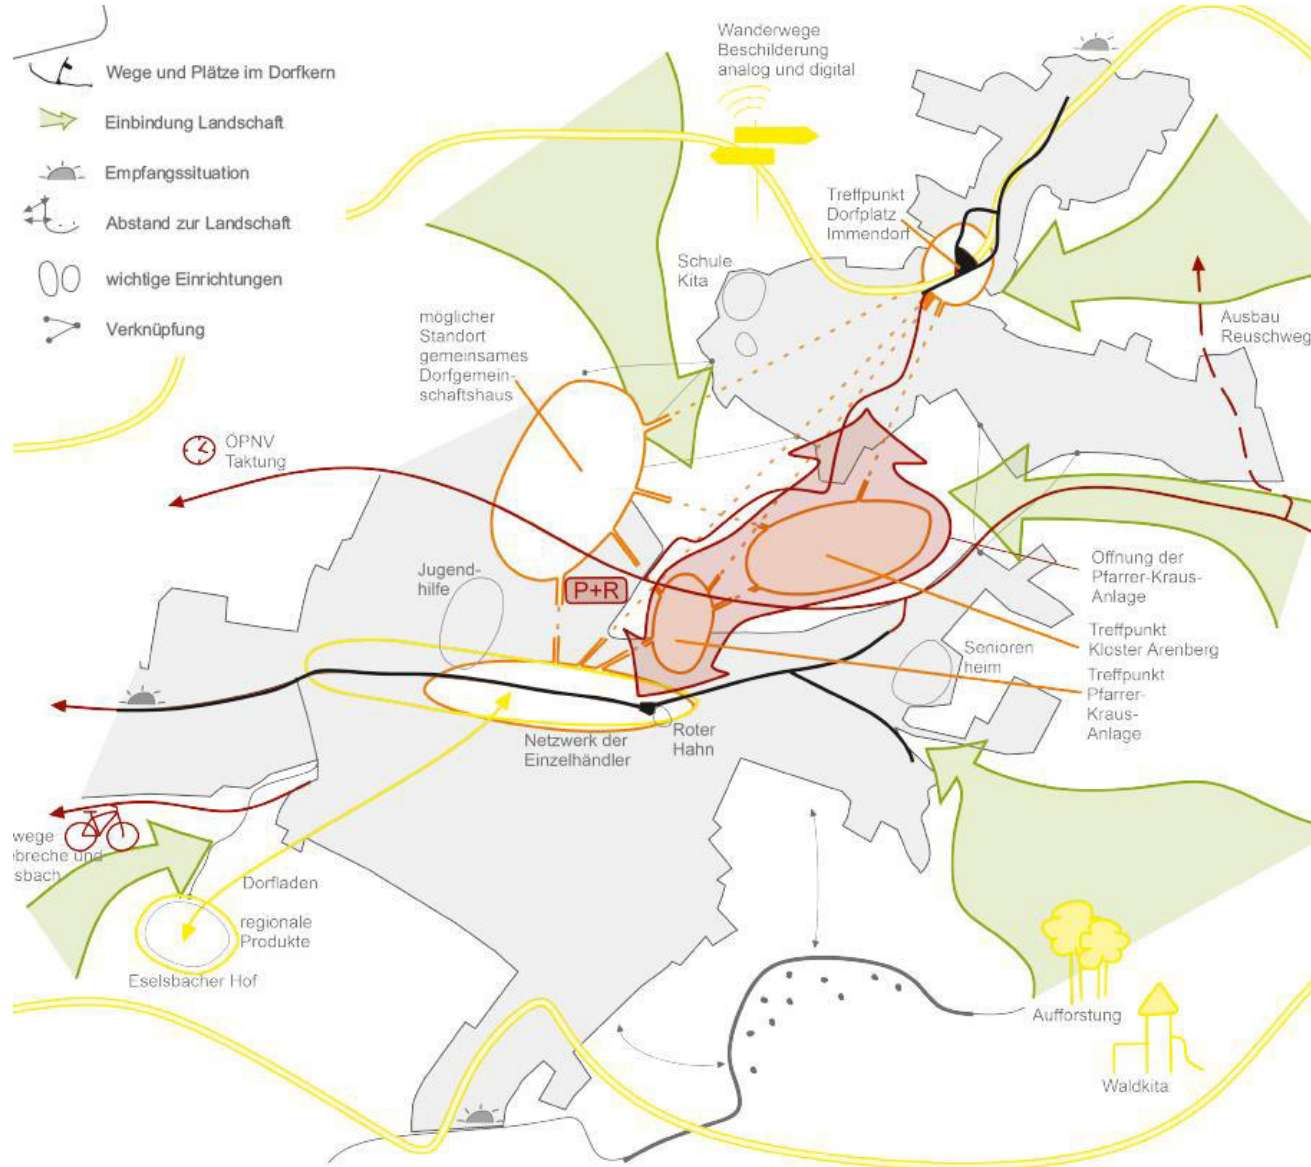 Wege und Plätze im Dorfkern
Einbindung Landschaft
Empfangssituation
Abstand zur Landschaft
wichtige Einrichtungen
Verknüpfung
Wanderwege
Beschilderung
analog und digital
Treffpunkt
Dorfplatz
Immendorf
Schule
Kita
möglicher
Standort
gemeinsames
Dorfgemein-
schaftshaus
Ausbau
Reuschweg
ÖPNV
Taktung
Jugend-
hilfe
P+R
Öffnung der
Pfarrer-Kraus-
Anlage
Treffpunkt
Kloster Arenberg
Treffpunkt
Pfarrer-
Kraus-
Anlage
Senioren
heim
Roter
Hahn
Netzwerk der
Einzelhändler
wege
ebreche und
sbach
Dorfladen
regionale
Produkte
Eselsbacher Hof
Aufforstung
Waldkita